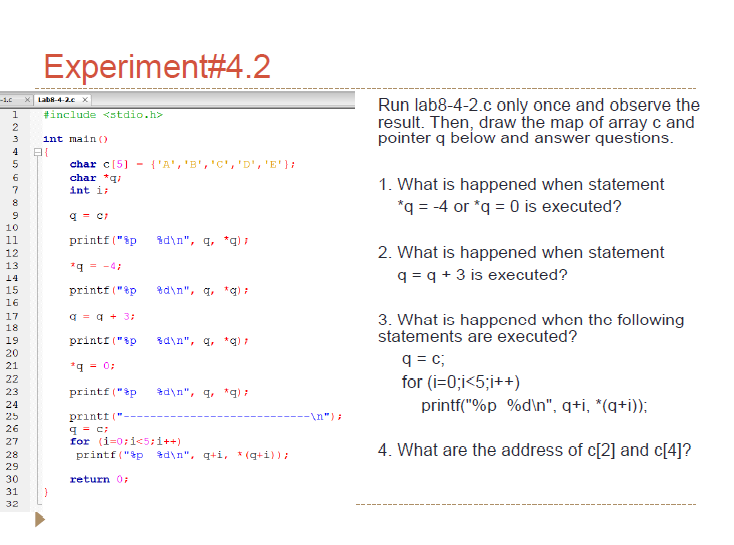 Experiment#4.2
-1.c × Lab8-4-2.c ×
1 #include <stdio.h>
2
3 int main()
4 {
5 char c[5] = {'A','B','C','D','E'};
6 char *q;
7 int i;
8
9 q = c;
10
11 printf("%p %d\n", q, *q);
12
13 *q = -4;
14
15 printf("%p %d\n", q, *q);
16
17 q = q + 3;
18
19 printf("%p %d\n", q, *q);
20
21 *q = 0;
22
23 printf("%p %d\n", q, *q);
24
25 printf("------------------------------\n");
26 q = c;
27 for (i=0;i<5;i++)
28 printf("%p %d\n", q+i, *(q+i));
29
30 return 0;
31 }
32
Run lab8-4-2.c only once and observe the
result. Then, draw the map of array c and
pointer q below and answer questions.
1. What is happened when statement
*q = -4 or *q = 0 is executed?
2. What is happened when statement
q = q + 3 is executed?
3. What is happened when the following
statements are executed?
q = c;
for (i=0;i<5;i++)
printf("%p %d\n", q+i, *(q+i));
4. What are the address of c[2] and c[4]?